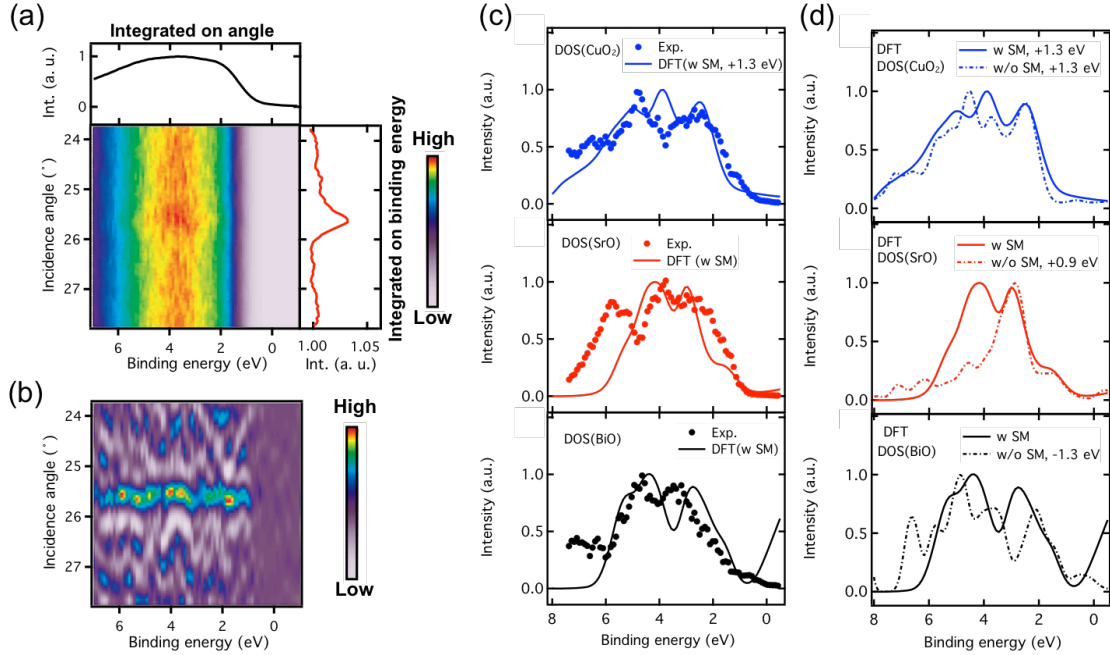 (a)
Integrated on angle
Int. (a. u.)
1
0
Incidence angle (°)
24
25
26
27
6
4
2
0
Binding energy (eV)
1.00
1.05
Int. (a. u.)
Integrated on binding energy
High
Low
(b)
Incidence angle (°)
24
25
26
27
6
4
2
0
Binding energy (eV)
High
Low
(c)
Intensity (a.u.)
1.0
0.5
0.0
DOS(CuO₂)
Exp.
DFT(w SM, +1.3 eV)
Intensity (a.u.)
1.0
0.5
0.0
DOS(SrO)
Exp.
DFT (w SM)
Intensity (a.u.)
1.0
0.5
0.0
DOS(BiO)
Exp.
DFT(w SM)
8
6
4
2
0
Binding energy (eV)
(d)
Intensity (a.u.)
1.0
0.5
0.0
DFT
DOS(CuO₂)
w SM, +1.3 eV
w/o SM, +1.3 eV
Intensity (a.u.)
1.0
0.5
0.0
DFT
DOS(SrO)
w SM
w/o SM, +0.9 eV
Intensity (a.u.)
1.0
0.5
0.0
DFT
DOS(BiO)
w SM
w/o SM, -1.3 eV
8
6
4
2
0
Binding energy (eV)